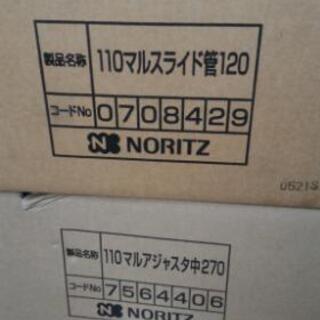 製品名称 110マルスライド管120
コードNo 0708429
NORITZ
0621S
製品名称 110マルアジャスタ中270
コードNo 7564406
NORITZ